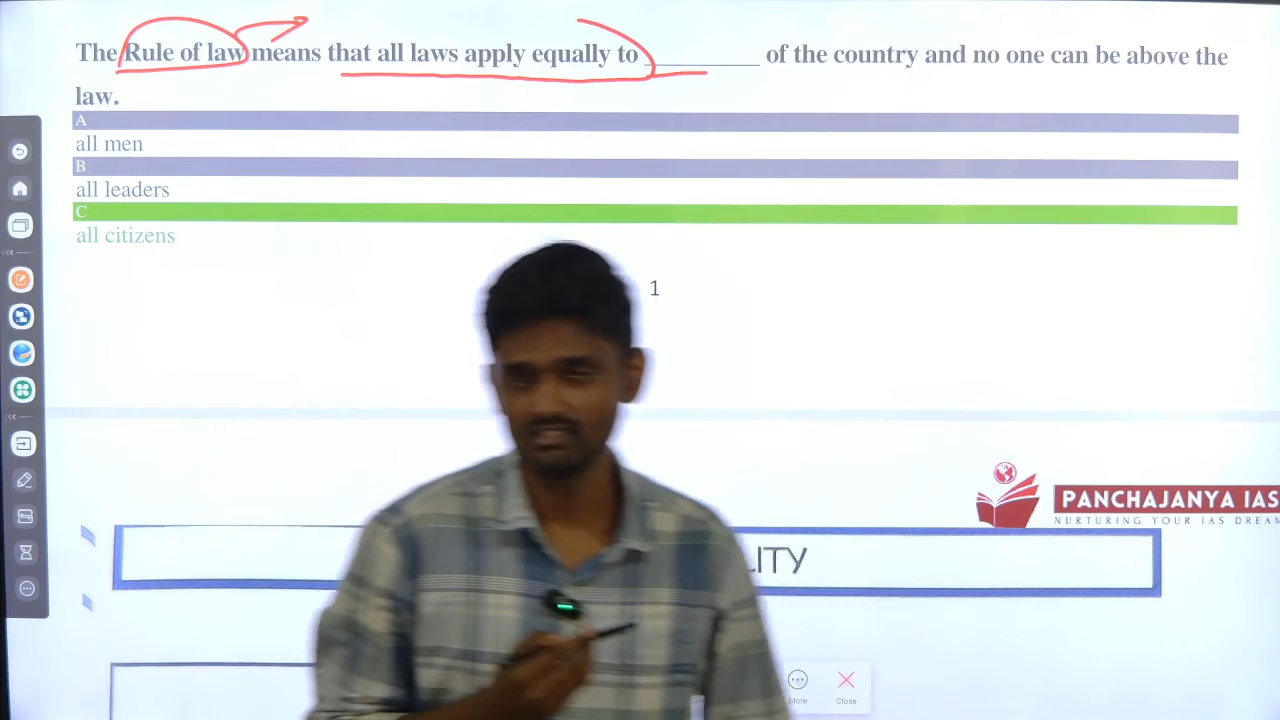 The Rule of law means that all laws apply equally to __________ of the country and no one can be above the
law.
A
all men
B
all leaders
C
all citizens
1
PANCHAJANYA IAS
NURTURING YOUR IAS DREAM
LITY
More
Close